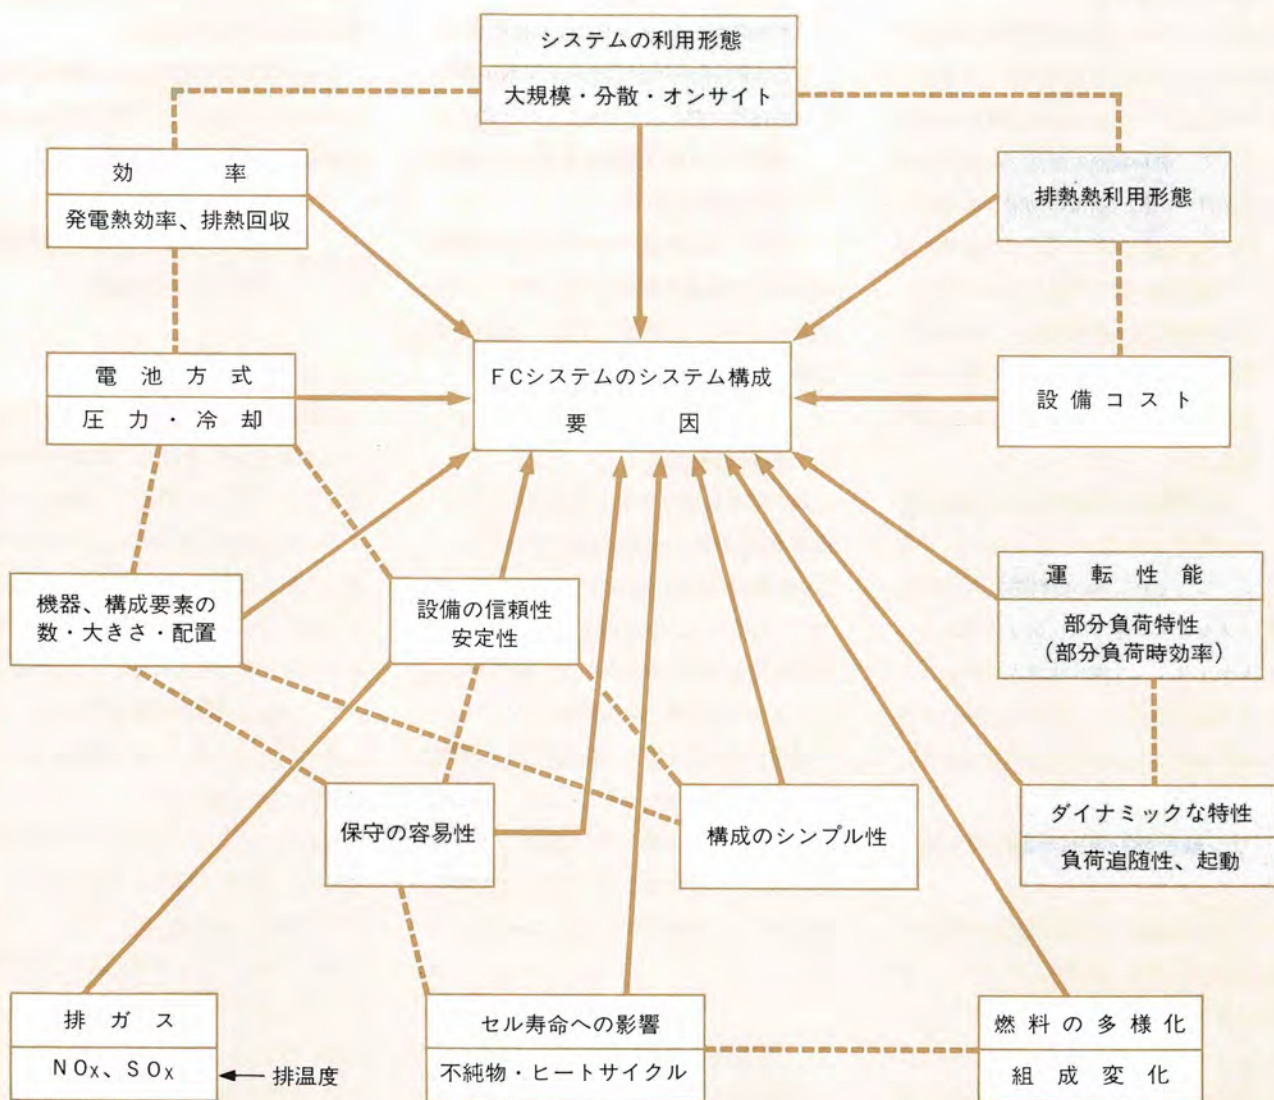 システムの利用形態
大規模・分散・オンサイト
効率
発電熱効率、排熱回収
排熱熱利用形態
電池方式
圧力・冷却
FCシステムのシステム構成
要因
設備コスト
機器、構成要素の
数・大きさ・配置
設備の信頼性
安定性
運転性能
部分負荷特性
(部分負荷時効率)
保守の容易性
構成のシンプル性
ダイナミックな特性
負荷追随性、起動
排ガス
NOx、SOx
排温度
セル寿命への影響
不純物・ヒートサイクル
燃料の多様化
組成変化